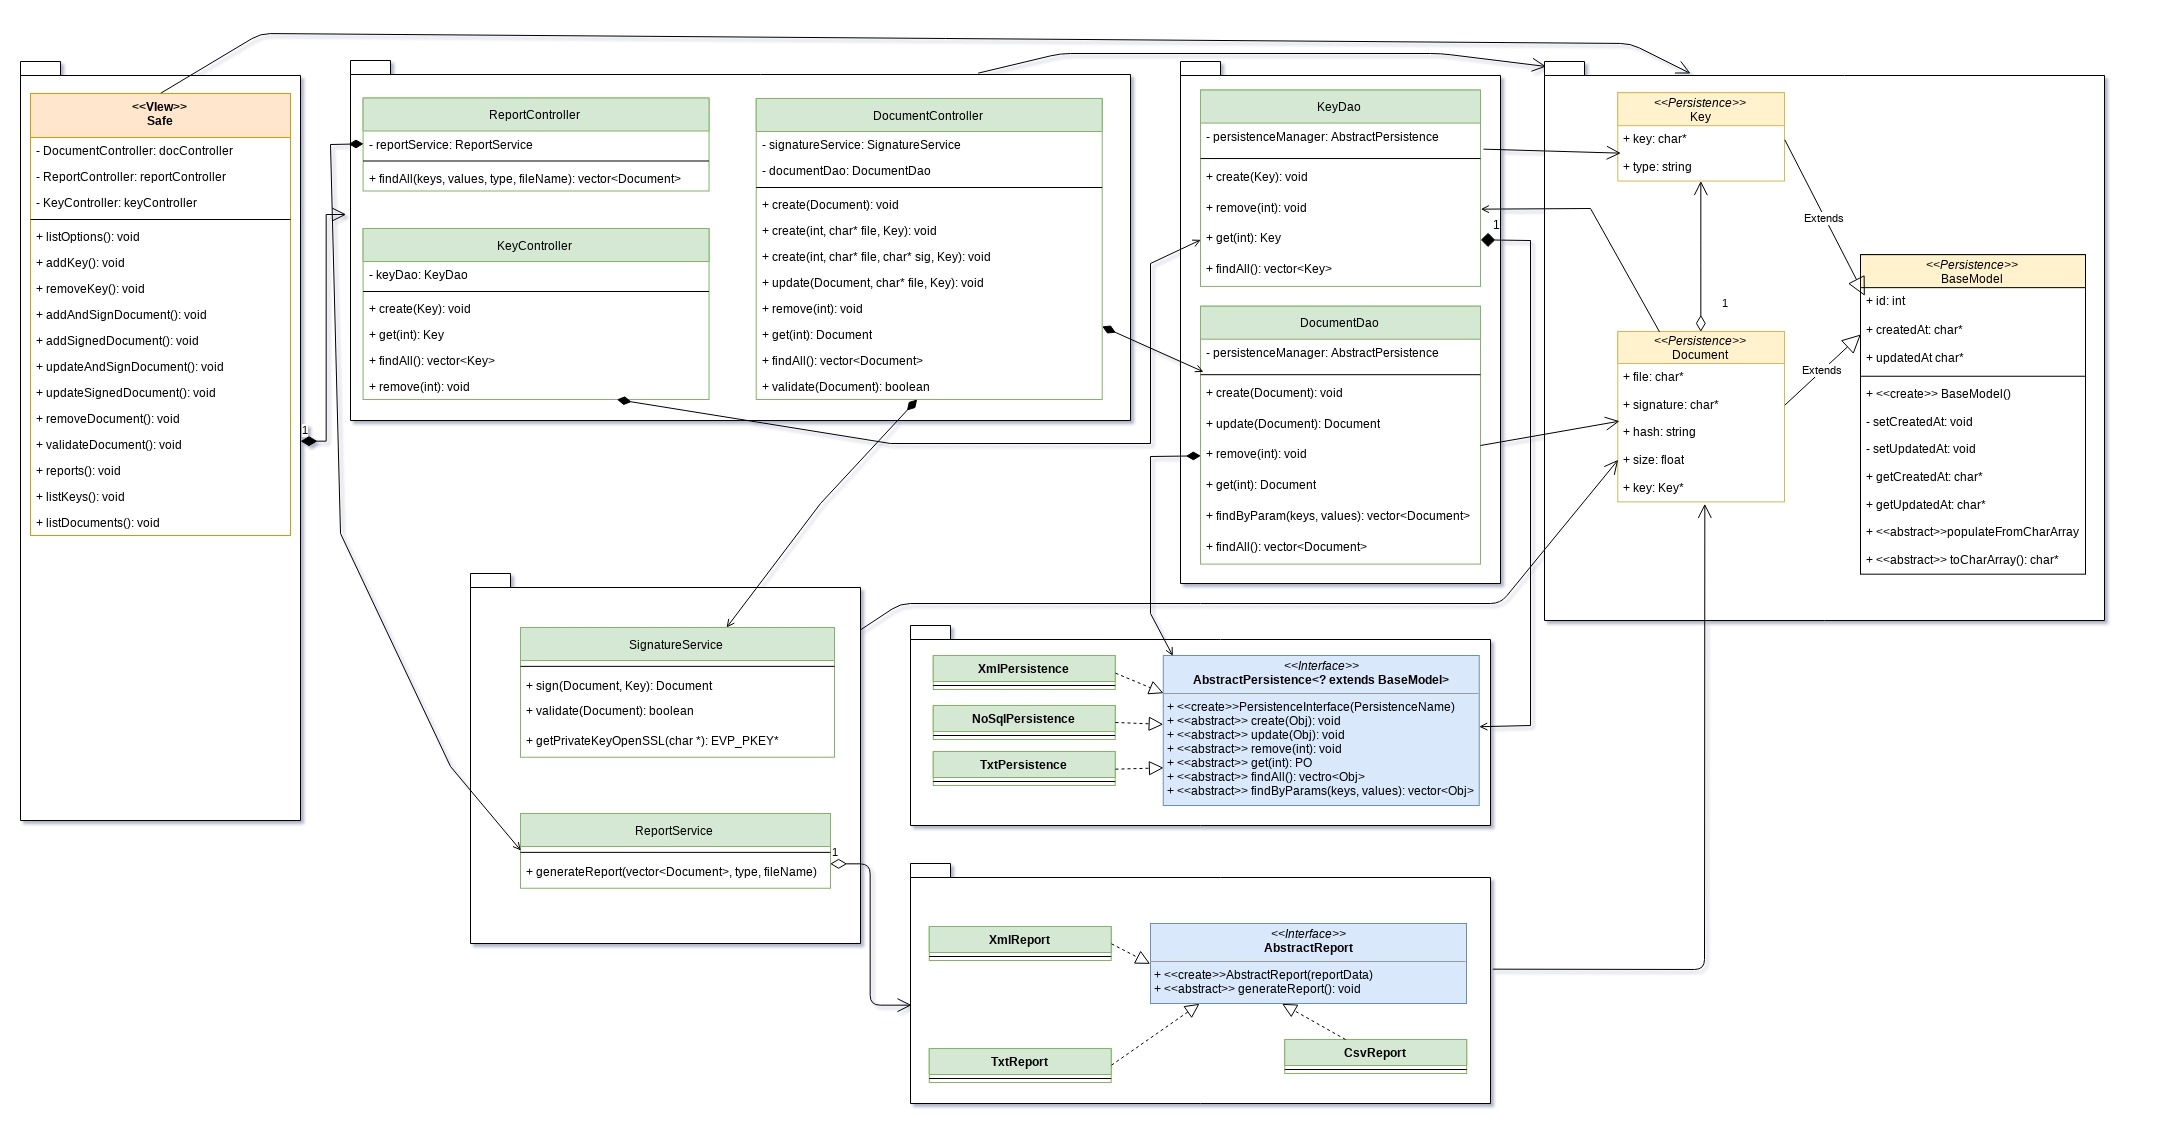 <<VIew>>
Safe
- DocumentController: docController
- ReportController: reportController
- KeyController: keyController
+ listOptions(): void
+ addKey(): void
+ removeKey(): void
+ addAndSignDocument(): void
+ addSignedDocument(): void
+ updateAndSignDocument(): void
+ updateSignedDocument(): void
+ removeDocument(): void
+ validateDocument(): void
+ reports(): void
+ listKeys(): void
+ listDocuments(): void
1
ReportController
- reportService: ReportService
+ findAll(keys, values, type, fileName): vector<Document>
KeyController
- keyDao: KeyDao
+ create(Key): void
+ get(int): Key
+ findAll(): vector<Key>
+ remove(int): void
DocumentController
- signatureService: SignatureService
- documentDao: DocumentDao
+ create(Document): void
+ create(int, char* file, Key): void
+ create(int, char* file, char* sig, Key): void
+ update(Document, char* file, Key): void
+ remove(int): void
+ get(int): Document
+ findAll(): vector<Document>
+ validate(Document): boolean
KeyDao
- persistenceManager: AbstractPersistence
+ create(Key): void
+ remove(int): void
+ get(int): Key
+ findAll(): vector<Key>
1
DocumentDao
- persistenceManager: AbstractPersistence
+ create(Document): void
+ update(Document): Document
+ remove(int): void
+ get(int): Document
+ findByParam(keys, values): vector<Document>
+ findAll(): vector<Document>
<<Persistence>>
Key
+ key: char*
+ type: string
Extends
1
<<Persistence>>
Document
+ file: char*
+ signature: char*
+ hash: string
+ size: float
+ key: Key*
Extends
<<Persistence>>
BaseModel
+ id: int
+ createdAt: char*
+ updatedAt char*
+ <<create>> BaseModel()
- setCreatedAt: void
- setUpdatedAt: void
+ getCreatedAt: char*
+ getUpdatedAt: char*
+ <<abstract>>populateFromCharArray
+ <<abstract>> toCharArray(): char*
SignatureService
+ sign(Document, Key): Document
+ validate(Document): boolean
+ getPrivateKeyOpenSSL(char *): EVP_PKEY*
ReportService
+ generateReport(vector<Document>, type, fileName)
1
XmlPersistence
NoSqlPersistence
TxtPersistence
<<Interface>>
AbstractPersistence<? extends BaseModel>
+ <<create>>PersistenceInterface(PersistenceName)
+ <<abstract>> create(Obj): void
+ <<abstract>> update(Obj): void
+ <<abstract>> remove(int): void
+ <<abstract>> get(int): PO
+ <<abstract>> findAll(): vectro<Obj>
+ <<abstract>> findByParams(keys, values): vector<Obj>
XmlReport
<<Interface>>
AbstractReport
+ <<create>>AbstractReport(reportData)
+ <<abstract>> generateReport(): void
TxtReport
CsvReport